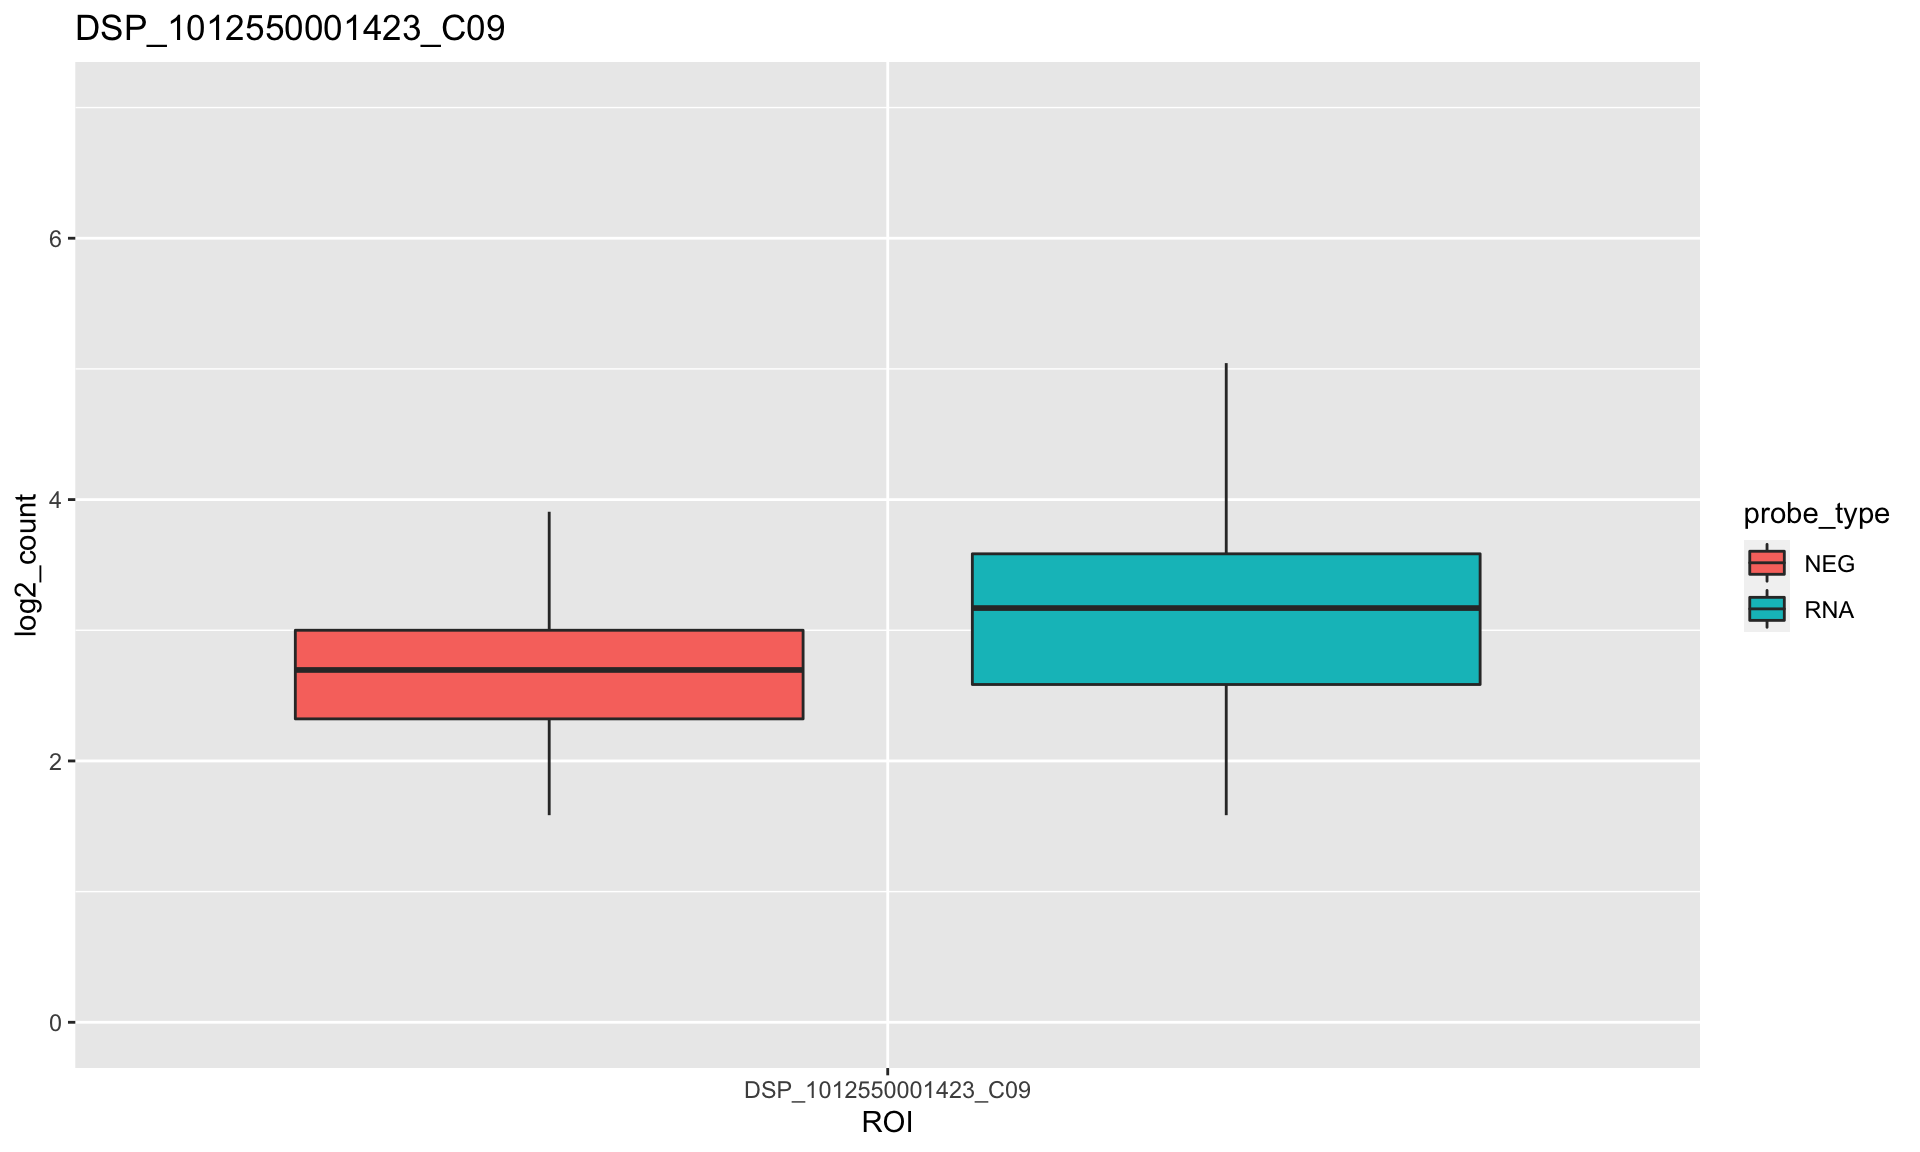 DSP_1012550001423_C09
log2_count
6
4
2
0
DSP_1012550001423_C09
ROI
probe_type
NEG
RNA